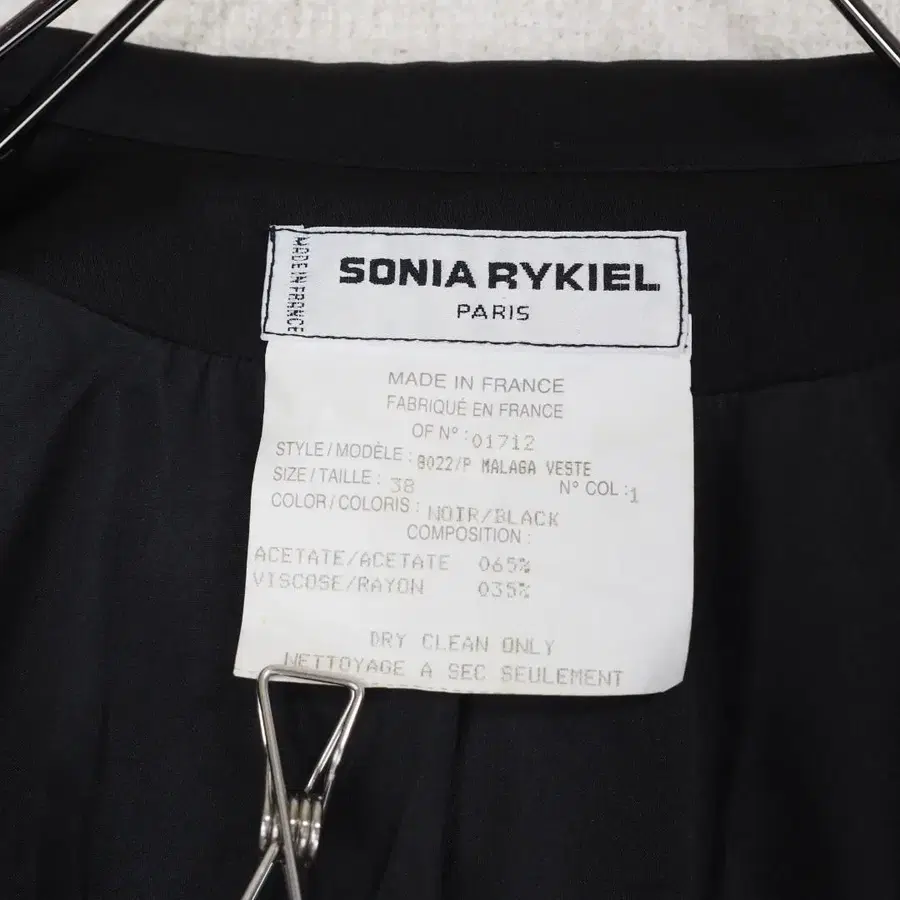 MADE IN FRANCE
SONIA RYKIEL
PARIS
MADE IN FRANCE
FABRIQUÉ EN FRANCE
OF Nº : 01712
STYLE/MODÈLE : 8022/P MALAGA VESTE
SIZE/TAILLE : 38 Nº COL : 1
COLOR/COLORIS : NOIR/BLACK
COMPOSITION :
ACETATE/ACETATE 065%
VISCOSE/RAYON 035%
DRY CLEAN ONLY
NETTOYAGE A SEC SEULEMENT